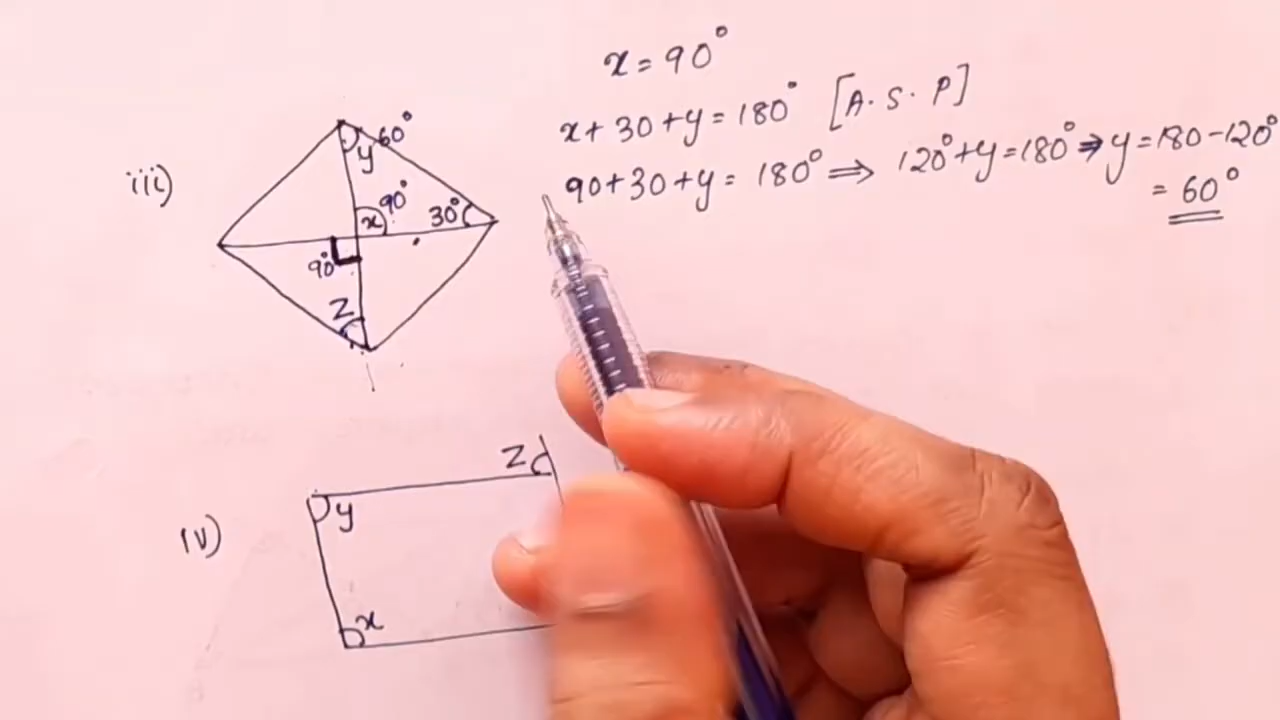 x = 90°
x + 30 + y = 180° [A.S.P]
90 + 30 + y = 180° ⇒ 120° + y = 180° ⇒ y = 180 - 120°
= 60°
iii)
60°
y
90°
x
30°
90°
z
iv)
z
y
x